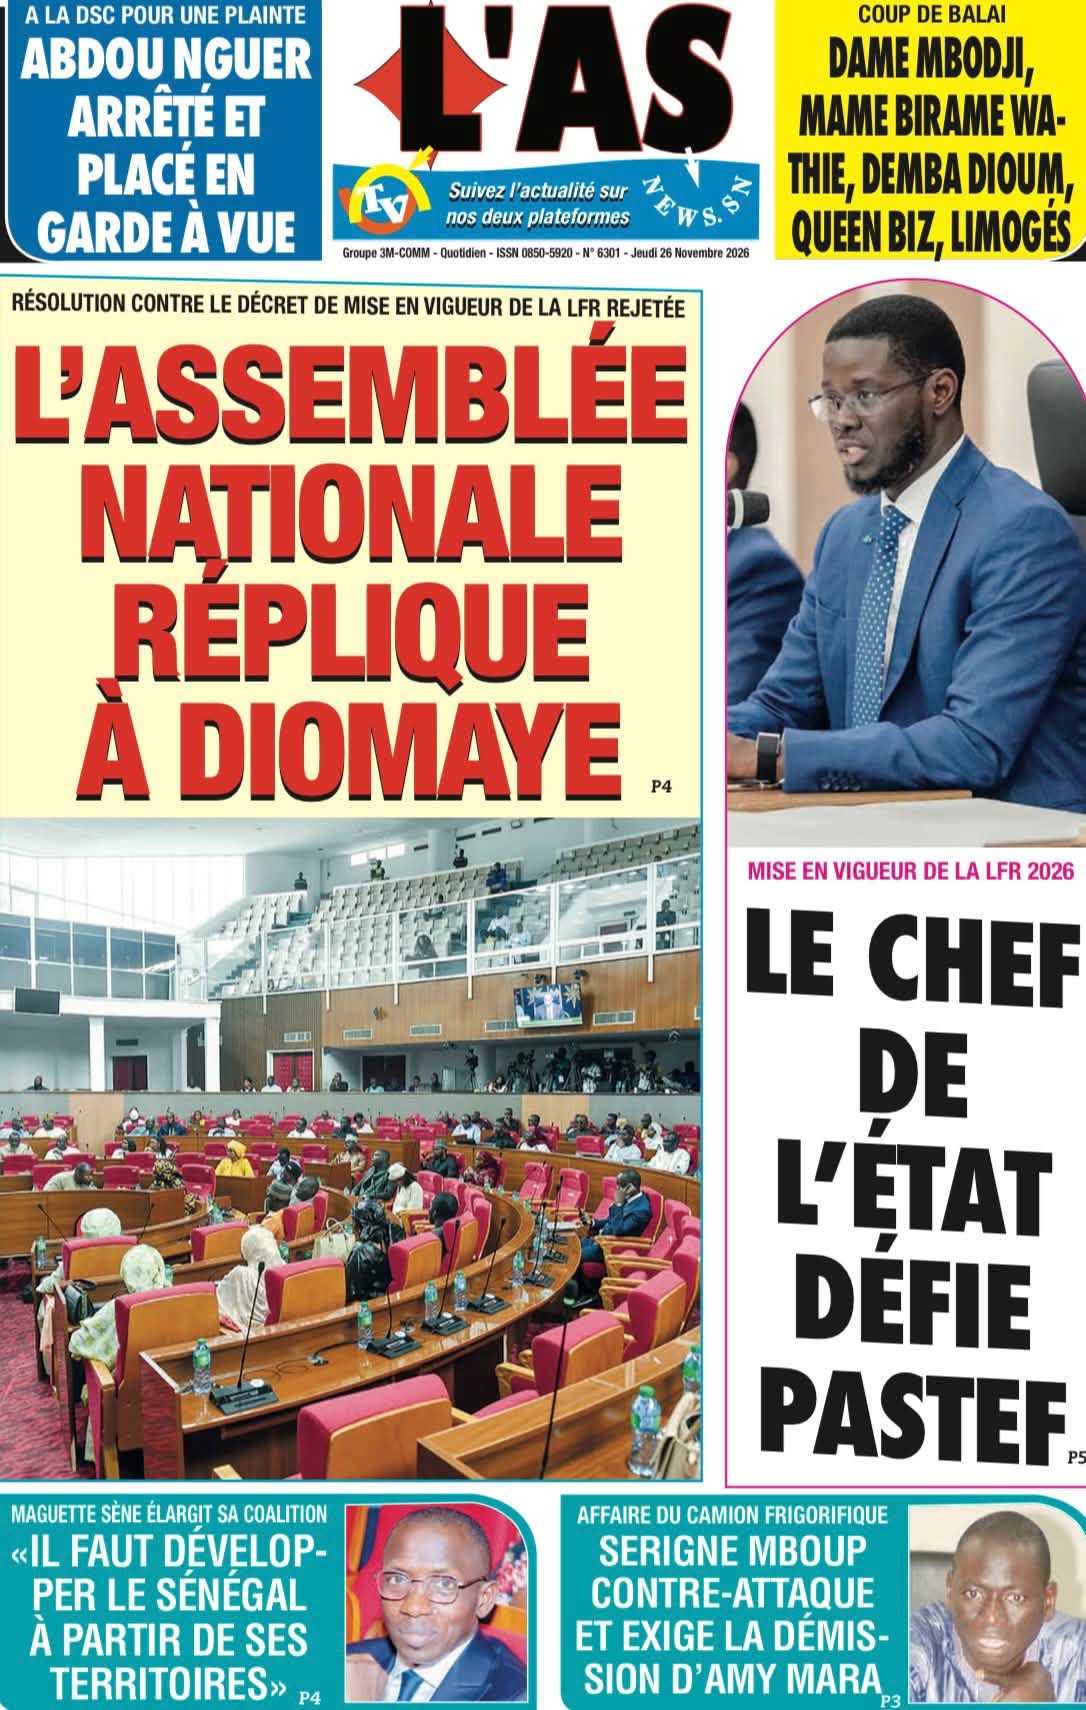 A LA DSC POUR UNE PLAINTE
ABDOU NGUER
ARRÊTÉ ET
PLACÉ EN
GARDE À VUE
L'AS
TV
Suivez l'actualité sur
nos deux plateformes
NEWS.SN
Groupe 3M-COMM - Quotidien - ISSN 0850-5920 - N° 6301 - Jeudi 26 Novembre 2026
COUP DE BALAI
DAME MBODJI,
MAME BIRAME WA-
THIE, DEMBA DIOUM,
QUEEN BIZ, LIMOGÉS
RÉSOLUTION CONTRE LE DÉCRET DE MISE EN VIGUEUR DE LA LFR REJETÉE
L'ASSEMBLÉE
NATIONALE
RÉPLIQUE
À DIOMAYE
P4
MISE EN VIGUEUR DE LA LFR 2026
LE CHEF
DE
L'ÉTAT
DÉFIE
PASTEF
P5
MAGUETTE SÈNE ÉLARGIT SA COALITION
«IL FAUT DÉVELOP-
PER LE SÉNÉGAL
À PARTIR DE SES
TERRITOIRES»
P4
AFFAIRE DU CAMION FRIGORIFIQUE
SERIGNE MBOUP
CONTRE-ATTAQUE
ET EXIGE LA DÉMIS-
SION D'AMY MARA
P3